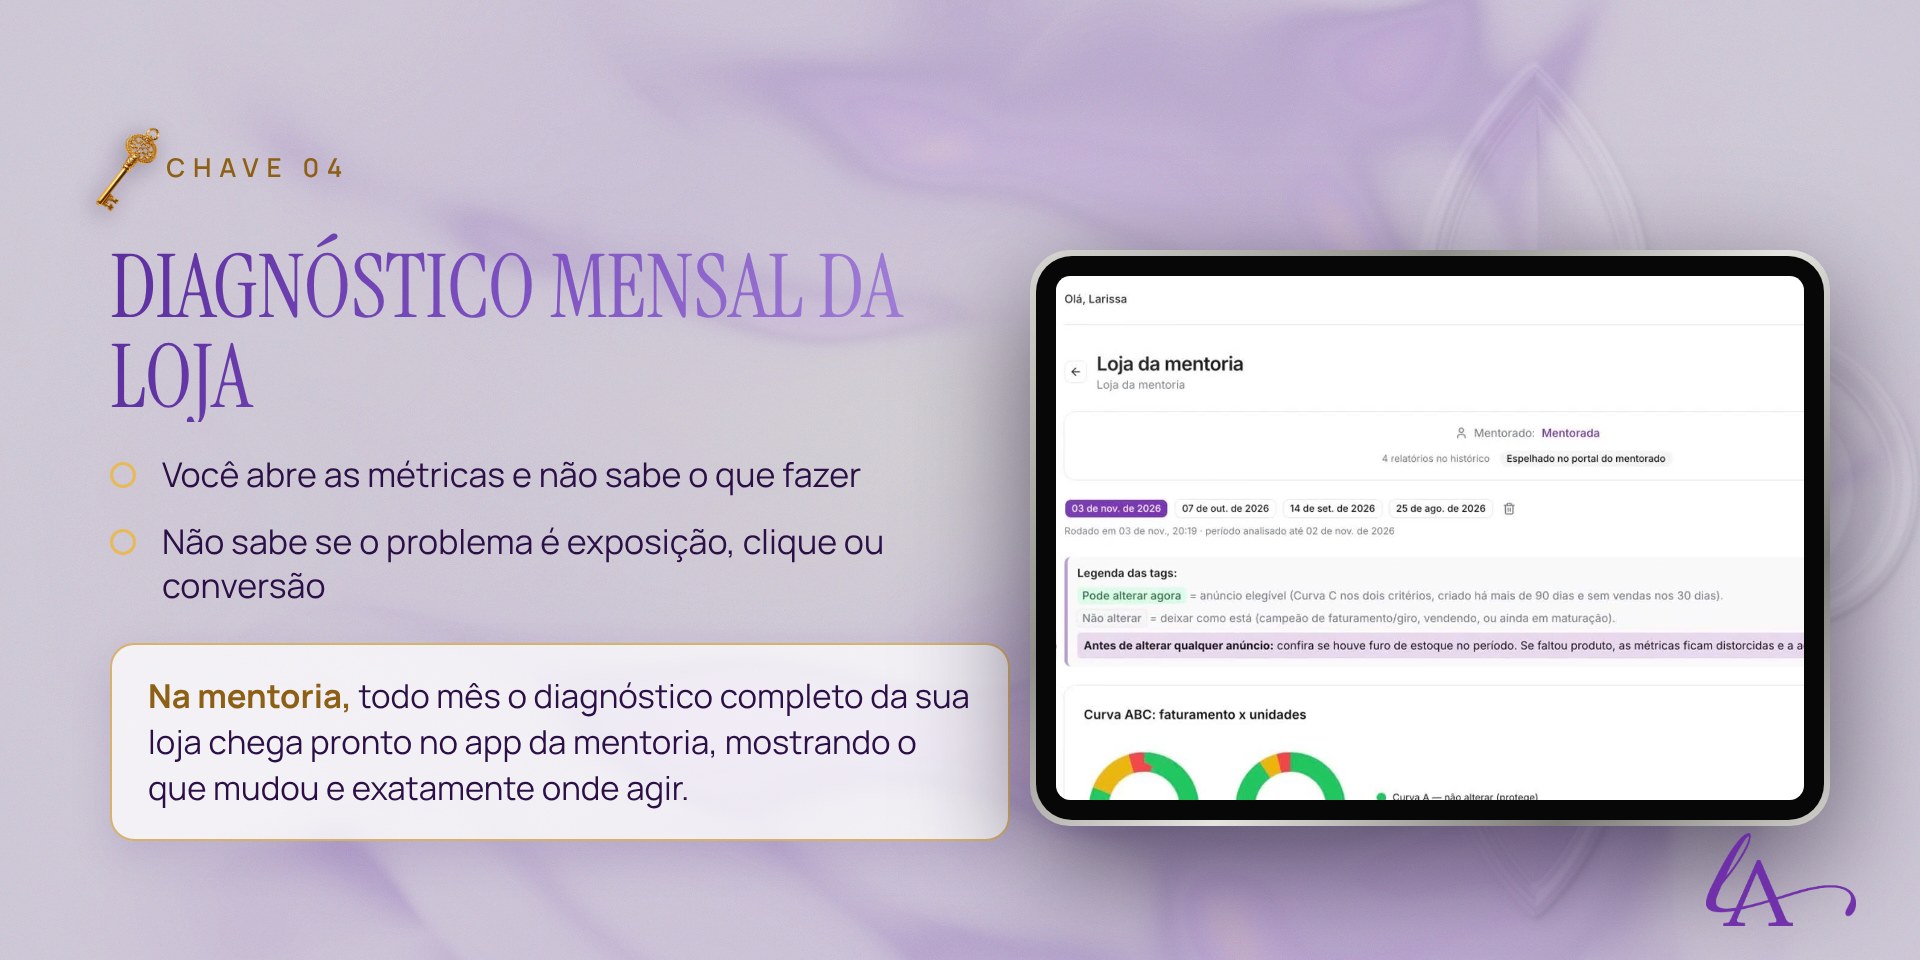 CHAVE 04
DIAGNÓSTICO MENSAL DA
LOJA
Você abre as métricas e não sabe o que fazer
Não sabe se o problema é exposição, clique ou
conversão
Na mentoria, todo mês o diagnóstico completo da sua
loja chega pronto no app da mentoria, mostrando o
que mudou e exatamente onde agir.
Olá, Larissa
Loja da mentoria
Loja da mentoria
Mentorado: Mentorada
4 relatórios no histórico Espelhado no portal do mentorado
03 de nov. de 2026 07 de out. de 2026 14 de set. de 2026 25 de ago. de 2026
Rodado em 03 de nov., 20:19 · período analisado até 02 de nov. de 2026
Legenda das tags:
Pode alterar agora = anúncio elegível (Curva C nos dois critérios, criado há mais de 90 dias e sem vendas nos 30 dias).
Não alterar = deixar como está (campeão de faturamento/giro, vendendo, ou ainda em maturação).
Antes de alterar qualquer anúncio: confira se houve furo de estoque no período. Se faltou produto, as métricas ficam distorcidas e a
Curva ABC: faturamento x unidades
Curva A — não alterar (protege)
LA